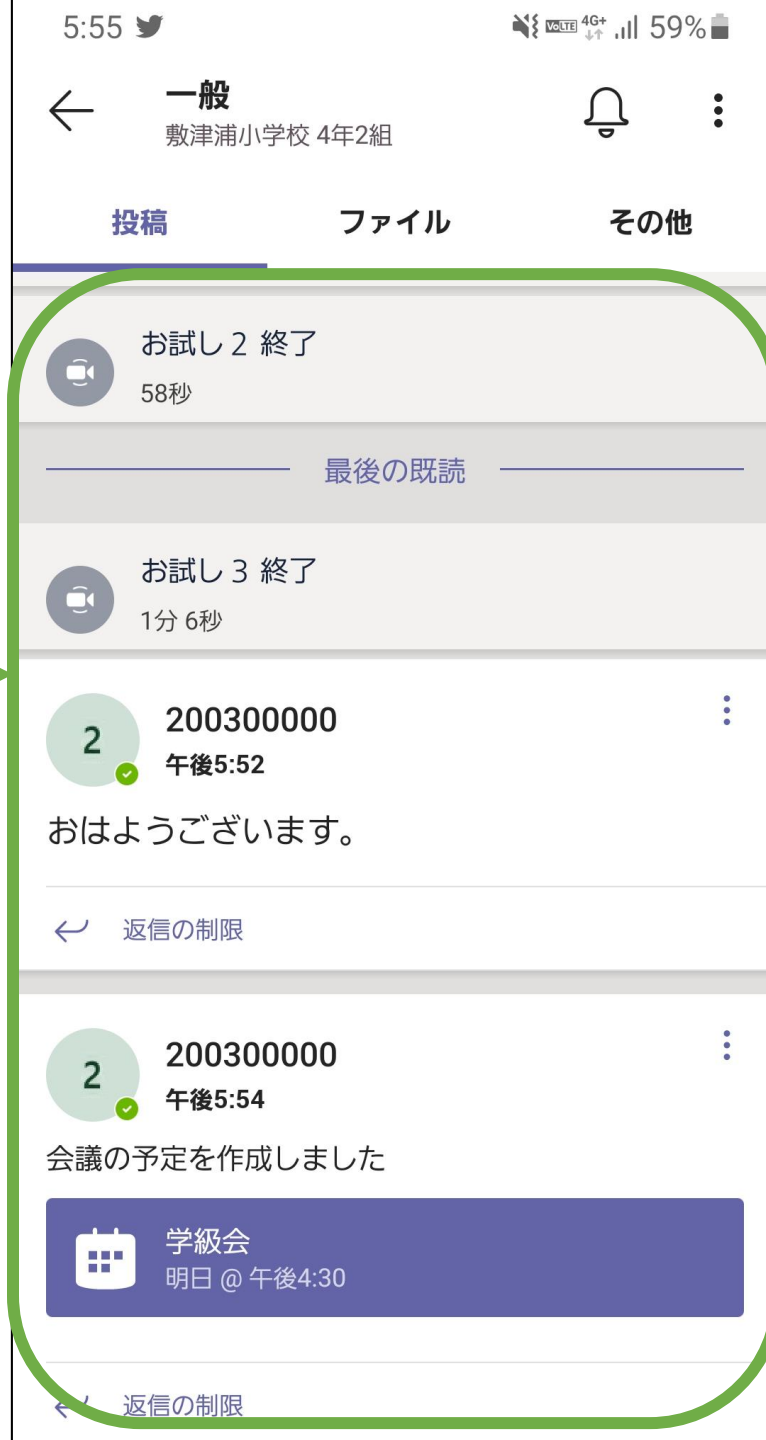 5:55 VoLTE 4G+ 59%
一般
敷津浦小学校 4年2組
投稿 ファイル その他
お試し 2 終了
58秒
最後の既読
お試し 3 終了
1分 6秒
2 200300000
午後5:52
おはようございます。
返信の制限
2 200300000
午後5:54
会議の予定を作成しました
学級会
明日 @ 午後4:30
返信の制限